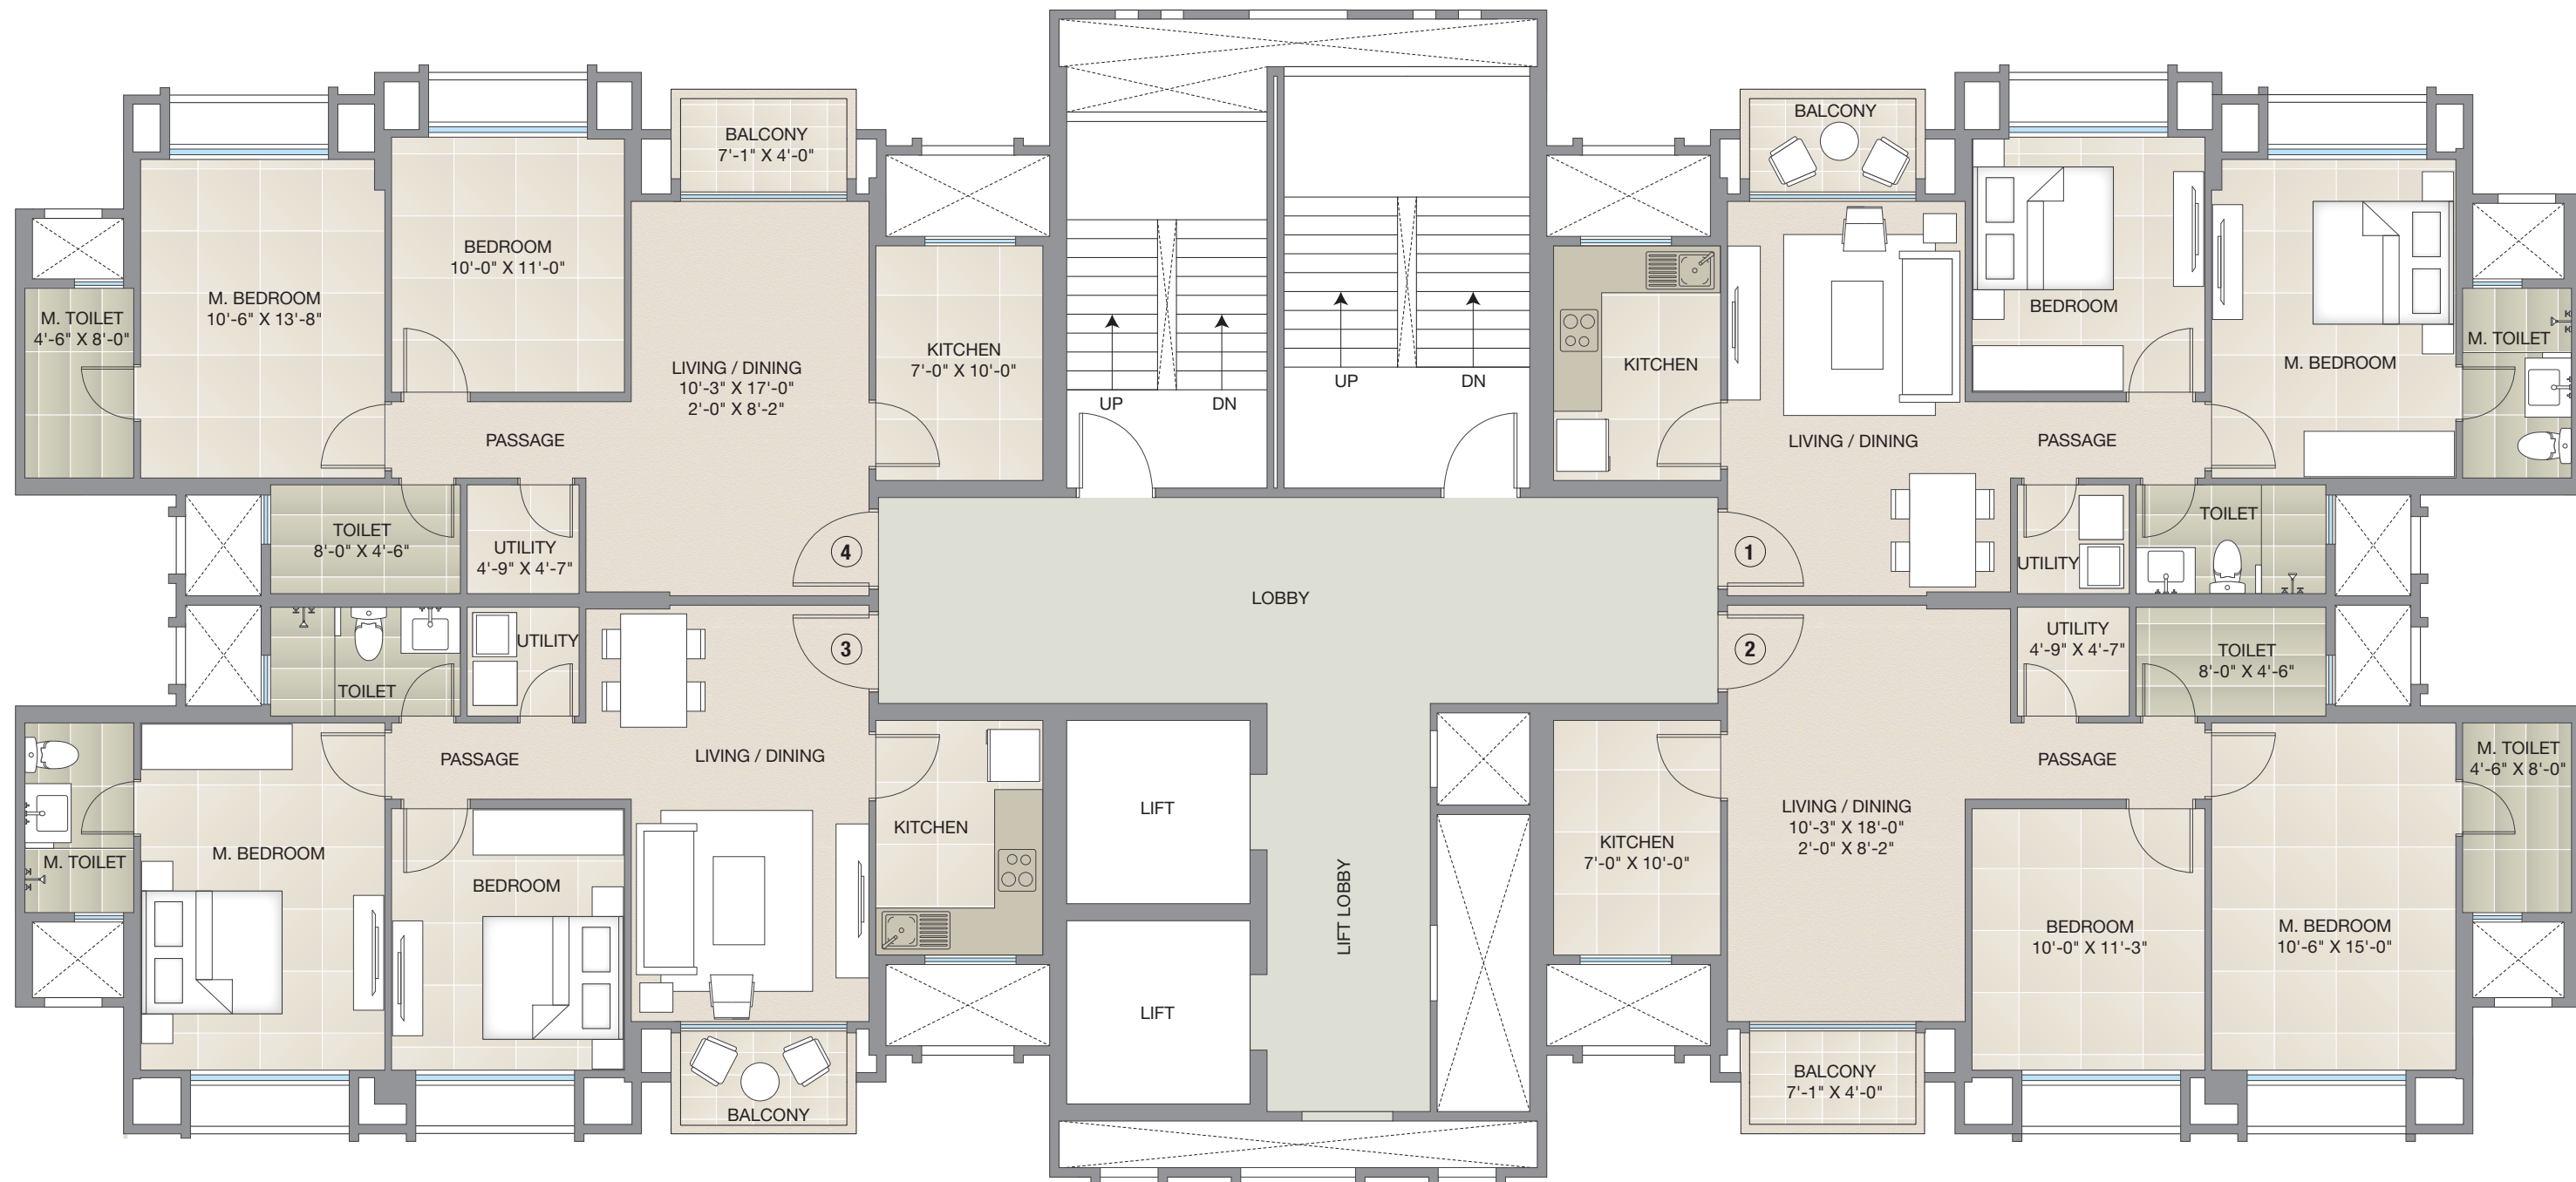 BALCONY
7'-1" X 4'-0"
BEDROOM
10'-0" X 11'-0"
M. BEDROOM
10'-6" X 13'-8"
M. TOILET
4'-6" X 8'-0"
LIVING / DINING
10'-3" X 17'-0"
2'-0" X 8'-2"
KITCHEN
7'-0" X 10'-0"
PASSAGE
TOILET
8'-0" X 4'-6"
UTILITY
4'-9" X 4'-7"
4
UP
DN
UP
DN
BALCONY
BEDROOM
M. BEDROOM
M. TOILET
KITCHEN
LIVING / DINING
PASSAGE
UTILITY
TOILET
1
LOBBY
3
UTILITY
TOILET
PASSAGE
LIVING / DINING
M. BEDROOM
M. TOILET
BEDROOM
KITCHEN
BALCONY
LIFT
LIFT
LIFT LOBBY
2
UTILITY
4'-9" X 4'-7"
TOILET
8'-0" X 4'-6"
PASSAGE
M. TOILET
4'-6" X 8'-0"
LIVING / DINING
10'-3" X 18'-0"
2'-0" X 8'-2"
KITCHEN
7'-0" X 10'-0"
BEDROOM
10'-0" X 11'-3"
M. BEDROOM
10'-6" X 15'-0"
BALCONY
7'-1" X 4'-0"